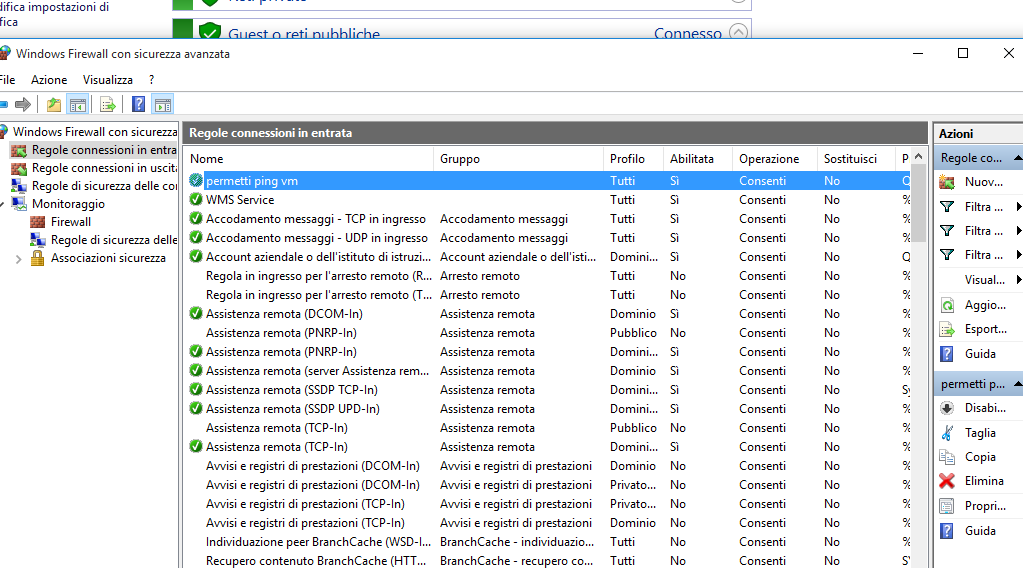 difica impostazioni di
fica
Reti private
Guest o reti pubbliche Connesso
Windows Firewall con sicurezza avanzata
File Azione Visualizza ?
Windows Firewall con sicurezza
Regole connessioni in entra
Regole connessioni in uscita
Regole di sicurezza delle con
Monitoraggio
Firewall
Regole di sicurezza delle
Associazioni sicurezza
Regole connessioni in entrata
Nome Gruppo Profilo Abilitata Operazione Sostituisci P
permetti ping vm Tutti Sì Consenti No Q
WMS Service Tutti Sì Consenti No %
Accodamento messaggi - TCP in ingresso Accodamento messaggi Tutti Sì Consenti No %
Accodamento messaggi - UDP in ingresso Accodamento messaggi Tutti Sì Consenti No %
Account aziendale o dell'istituto di istruzi... Account aziendale o dell'isti... Domini... Sì Consenti No Q
Regola in ingresso per l'arresto remoto (R... Arresto remoto Tutti No Consenti No %
Regola in ingresso per l'arresto remoto (T... Arresto remoto Tutti No Consenti No %
Assistenza remota (DCOM-In) Assistenza remota Dominio Sì Consenti No %
Assistenza remota (PNRP-In) Assistenza remota Pubblico No Consenti No %
Assistenza remota (PNRP-In) Assistenza remota Domini... Sì Consenti No %
Assistenza remota (server Assistenza rem... Assistenza remota Dominio Sì Consenti No %
Assistenza remota (SSDP TCP-In) Assistenza remota Domini... Sì Consenti No Sy
Assistenza remota (SSDP UPD-In) Assistenza remota Domini... Sì Consenti No %
Assistenza remota (TCP-In) Assistenza remota Pubblico No Consenti No %
Assistenza remota (TCP-In) Assistenza remota Domini... Sì Consenti No %
Avvisi e registri di prestazioni (DCOM-In) Avvisi e registri di prestazioni Dominio No Consenti No %
Avvisi e registri di prestazioni (DCOM-In) Avvisi e registri di prestazioni Privato... No Consenti No %
Avvisi e registri di prestazioni (TCP-In) Avvisi e registri di prestazioni Privato... No Consenti No %
Avvisi e registri di prestazioni (TCP-In) Avvisi e registri di prestazioni Dominio No Consenti No %
Individuazione peer BranchCache (WSD-I... BranchCache - individuazio... Tutti No Consenti No %
Recupero contenuto BranchCache (HTT... BranchCache - recupero co... Tutti No Consenti No SY
Azioni
Regole co...
Nuov...
Filtra ...
Filtra ...
Filtra ...
Visual...
Aggio...
Esport...
Guida
permetti p...
Disabi...
Taglia
Copia
Elimina
Propri...
Guida